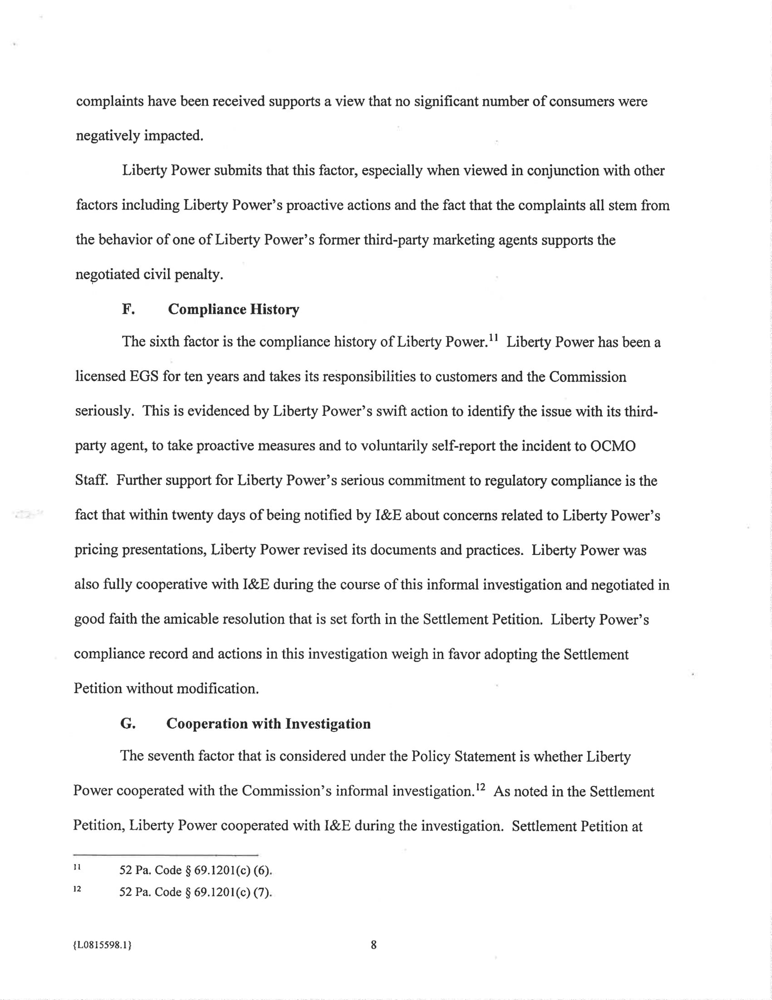 complaints have been received supports a view that no significant number of consumers were
negatively impacted.
Liberty Power submits that this factor, especially when viewed in conjunction with other
factors including Liberty Power's proactive actions and the fact that the complaints all stem from
the behavior of one of Liberty Power's former third-party marketing agents supports the
negotiated civil penalty.
F. Compliance History
The sixth factor is the compliance history of Liberty Power.11 Liberty Power has been a
licensed EGS for ten years and takes its responsibilities to customers and the Commission
seriously. This is evidenced by Liberty Power's swift action to identify the issue with its third-
party agent, to take proactive measures and to voluntarily self-report the incident to OCMO
Staff. Further support for Liberty Power's serious commitment to regulatory compliance is the
fact that within twenty days of being notified by I&E about concerns related to Liberty Power's
pricing presentations, Liberty Power revised its documents and practices. Liberty Power was
also fully cooperative with I&E during the course of this informal investigation and negotiated in
good faith the amicable resolution that is set forth in the Settlement Petition. Liberty Power's
compliance record and actions in this investigation weigh in favor adopting the Settlement
Petition without modification.
G. Cooperation with Investigation
The seventh factor that is considered under the Policy Statement is whether Liberty
Power cooperated with the Commission's informal investigation.12 As noted in the Settlement
Petition, Liberty Power cooperated with I&E during the investigation. Settlement Petition at
11 52 Pa. Code § 69.1201(c) (6).
12 52 Pa. Code § 69.1201(c) (7).
{L0815598.1} 8